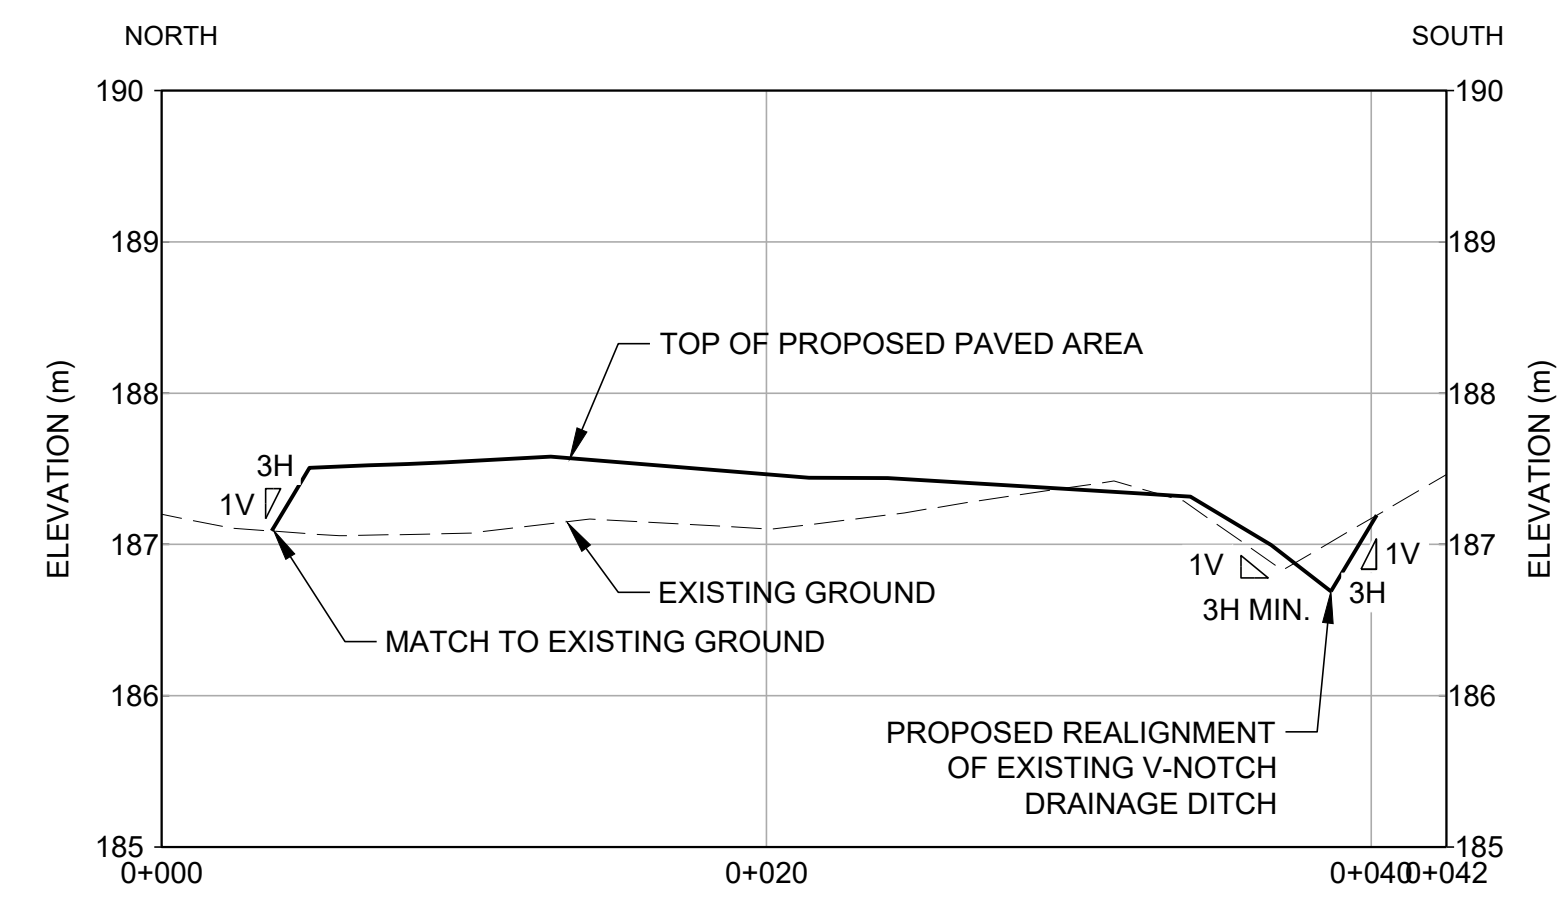 NORTH
SOUTH
190
190
189
189
TOP OF PROPOSED PAVED AREA
188
188
ELEVATION (m)
ELEVATION (m)
3H
1V
187
187
1V
1V
EXISTING GROUND
3H
3H MIN.
MATCH TO EXISTING GROUND
186
186
PROPOSED REALIGNMENT
OF EXISTING V-NOTCH
DRAINAGE DITCH
185
185
0+000
0+020
0+040
0+042